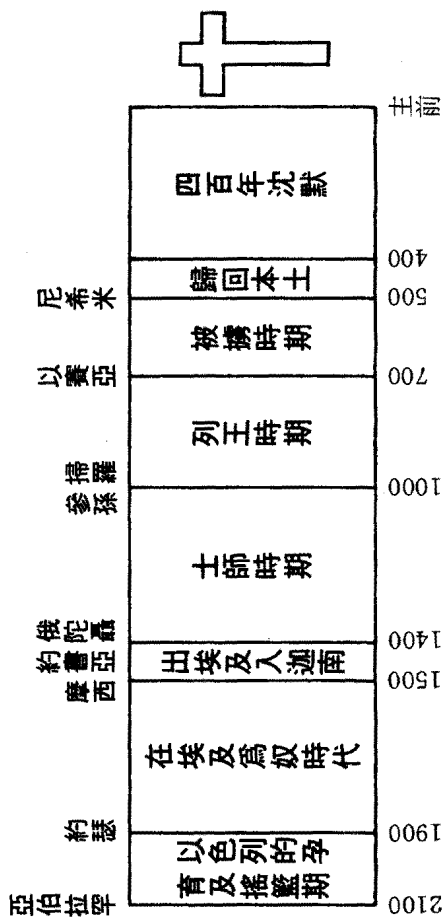 主前
四百年沈默
400
歸回本土
尼希米
500
被擄時期
以賽亞
700
列王時期
掃羅
1000
參孫
士師時期
俄陀聶
1400
約書亞
出埃及入迦南
摩西
1500
在埃及爲奴時代
約瑟
1900
以色列的孕
育及搖籃期
亞伯拉罕
2100